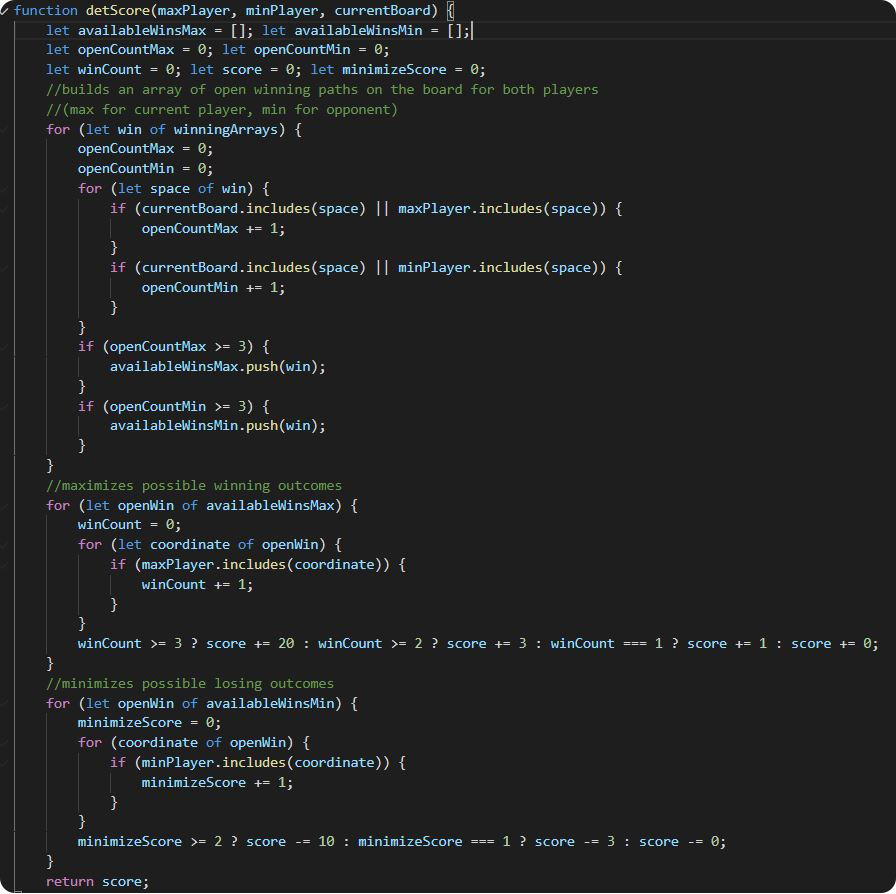 function detScore(maxPlayer, minPlayer, currentBoard) {
    let availableWinsMax = []; let availableWinsMin = [];
    let openCountMax = 0; let openCountMin = 0;
    let winCount = 0; let score = 0; let minimizeScore = 0;
    //builds an array of open winning paths on the board for both players
    //(max for current player, min for opponent)
    for (let win of winningArrays) {
        openCountMax = 0;
        openCountMin = 0;
        for (let space of win) {
            if (currentBoard.includes(space) || maxPlayer.includes(space)) {
                openCountMax += 1;
            }
            if (currentBoard.includes(space) || minPlayer.includes(space)) {
                openCountMin += 1;
            }
        }
        if (openCountMax >= 3) {
            availableWinsMax.push(win);
        }
        if (openCountMin >= 3) {
            availableWinsMin.push(win);
        }
    }
    //maximizes possible winning outcomes
    for (let openWin of availableWinsMax) {
        winCount = 0;
        for (let coordinate of openWin) {
            if (maxPlayer.includes(coordinate)) {
                winCount += 1;
            }
        }
        winCount >= 3 ? score += 20 : winCount >= 2 ? score += 3 : winCount === 1 ? score += 1 : score += 0;
    }
    //minimizes possible losing outcomes
    for (let openWin of availableWinsMin) {
        minimizeScore = 0;
        for (coordinate of openWin) {
            if (minPlayer.includes(coordinate)) {
                minimizeScore += 1;
            }
        }
        minimizeScore >= 2 ? score -= 10 : minimizeScore === 1 ? score -= 3 : score -= 0;
    }
    return score;